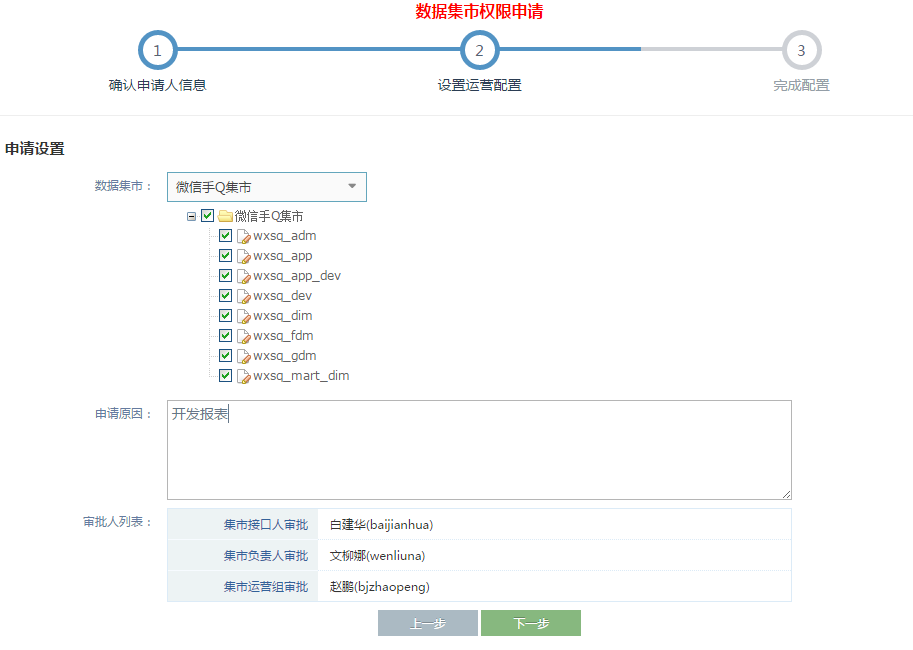 数据集市权限申请
1 2 3
确认申请人信息 设置运营配置 完成配置
申请设置
数据集市： 微信手Q集市
微信手Q集市
wxsq_adm
wxsq_app
wxsq_app_dev
wxsq_dev
wxsq_dim
wxsq_fdm
wxsq_gdm
wxsq_mart_dim
申请原因： 开发报表
审批人列表： 集市接口人审批 白建华(baijianhua)
集市负责人审批 文柳娜(wenliuna)
集市运营组审批 赵鹏(bjzhaopeng)
上一步 下一步